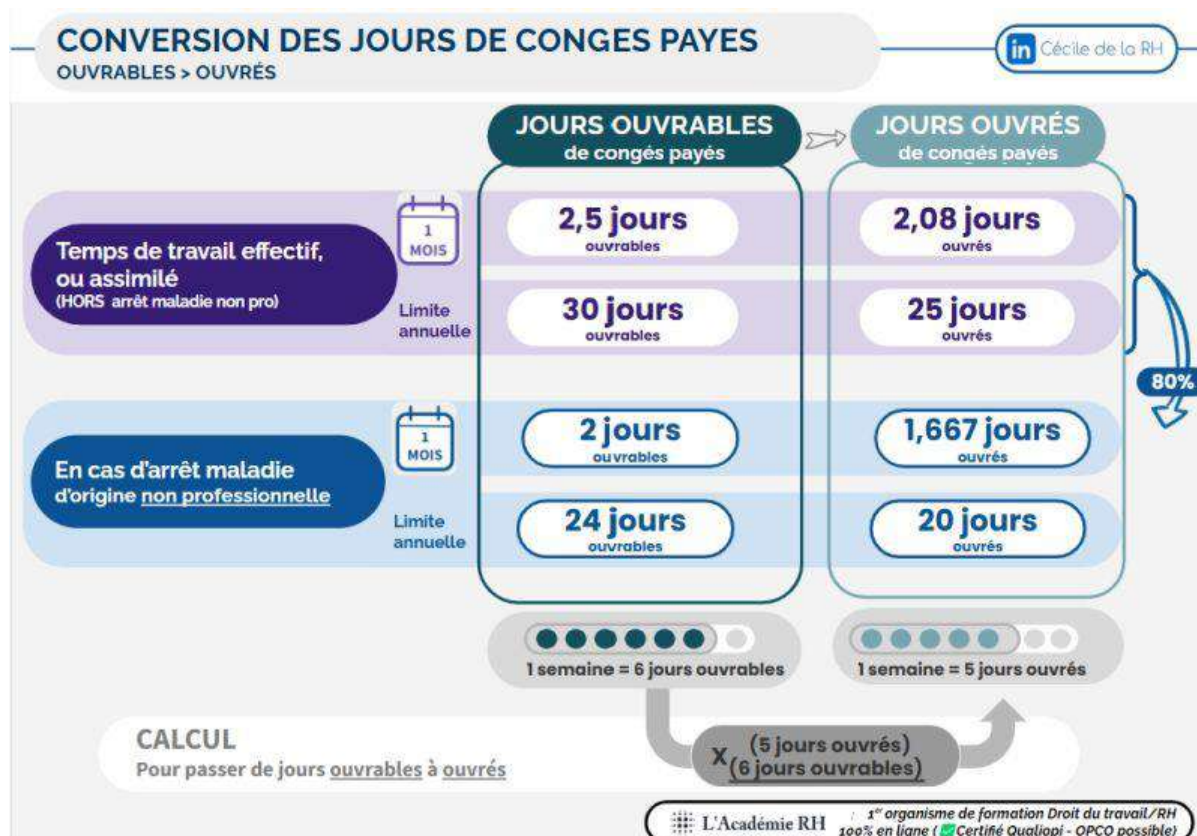 CONVERSION DES JOURS DE CONGES PAYES
OUVRABLES > OUVRÉS
in Cécile de la RH
JOURS OUVRABLES
de congés payés
JOURS OUVRÉS
de congés payés
Temps de travail effectif,
ou assimilé
(HORS arrêt maladie non pro)
1
MOIS
2,5 jours
ouvrables
2,08 jours
ouvrés
Limite
annuelle
30 jours
ouvrables
25 jours
ouvrés
80%
En cas d'arrêt maladie
d'origine non professionnelle
1
MOIS
2 jours
ouvrables
1,667 jours
ouvrés
Limite
annuelle
24 jours
ouvrables
20 jours
ouvrés
1 semaine = 6 jours ouvrables
1 semaine = 5 jours ouvrés
CALCUL
Pour passer de jours ouvrables à ouvrés
X (5 jours ouvrés)
(6 jours ouvrables)
L'Académie RH
1er organisme de formation Droit du travail/RH
100% en ligne ( ✅ Certifié Qualiopi - OPCO possible)